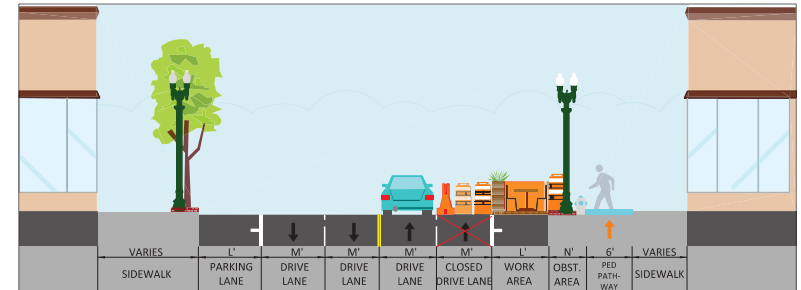 VARIES L' M' M' M' M' L' N' 6' VARIES
SIDEWALK
PARKING
LANE
DRIVE
LANE
DRIVE
LANE
DRIVE
LANE
CLOSED
DRIVE LANE
WORK
AREA
OBST.
AREA
PED
PATH-
WAY
SIDEWALK